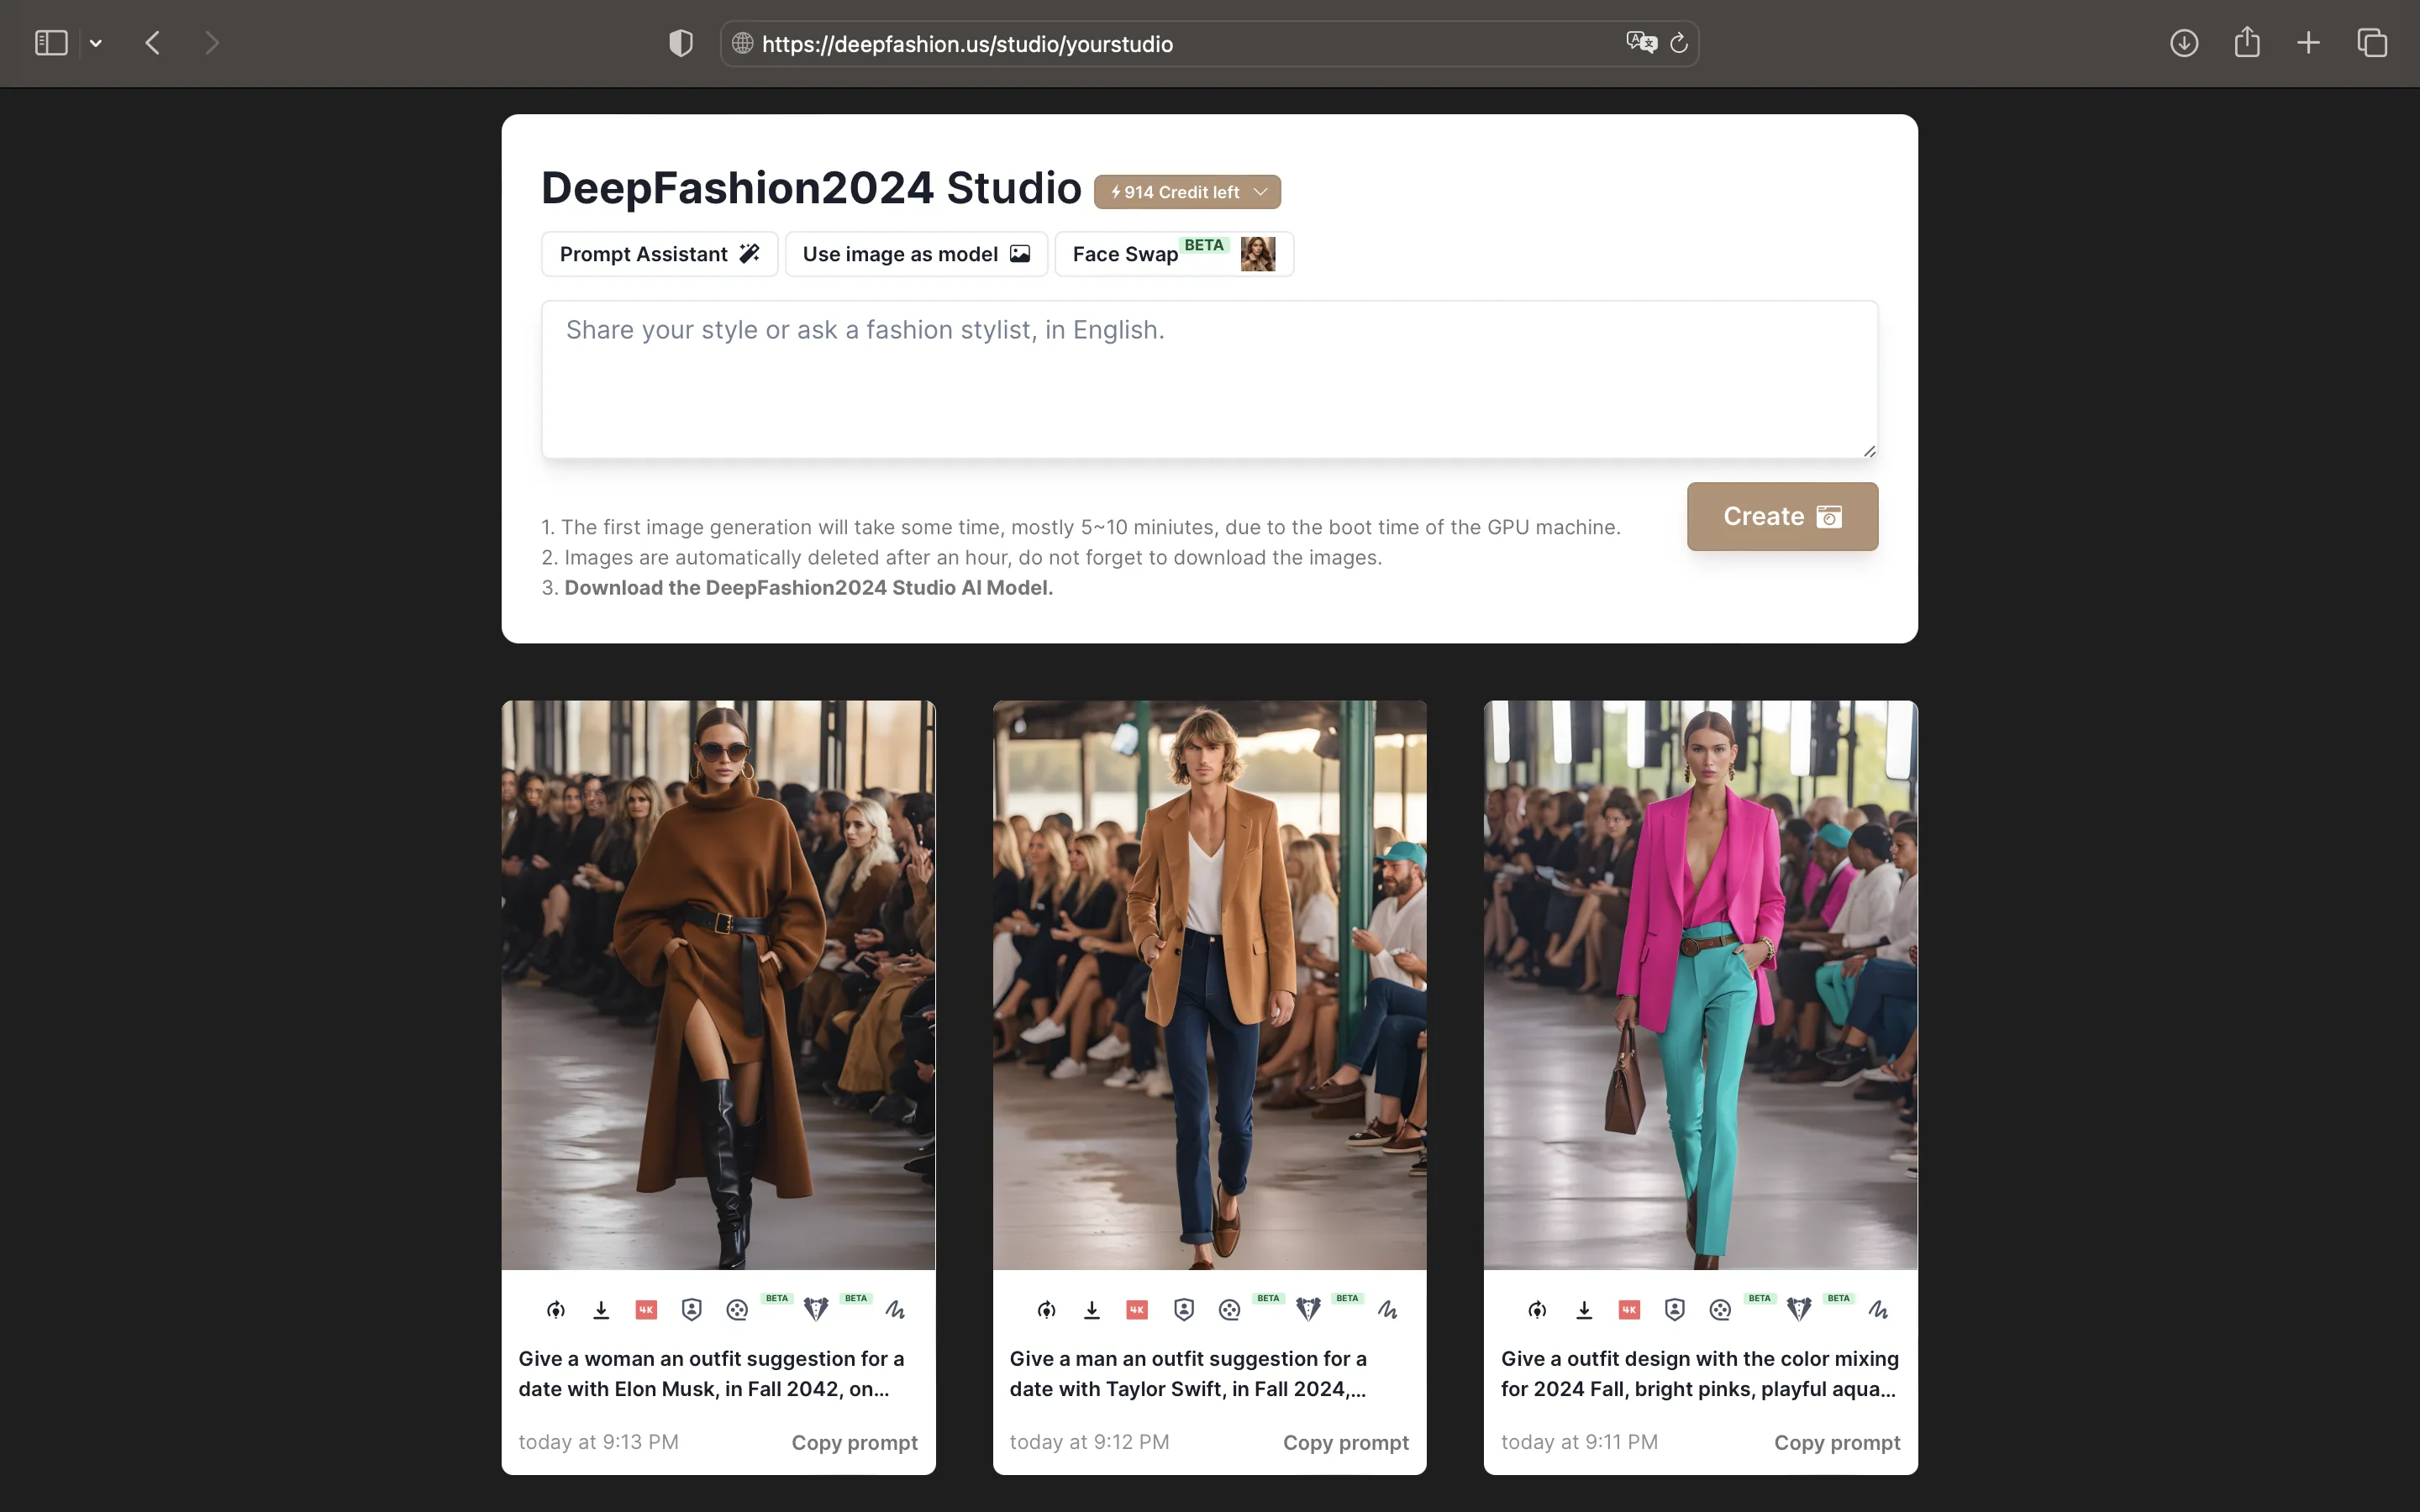 https://deepfashion.us/studio/yourstudio
DeepFashion2024 Studio 914 Credit left
Prompt Assistant Use image as model Face Swap BETA
Share your style or ask a fashion stylist, in English.
Create
1. The first image generation will take some time, mostly 5~10 miniutes, due to the boot time of the GPU machine.
2. Images are automatically deleted after an hour, do not forget to download the images.
3. Download the DeepFashion2024 Studio AI Model.
4K BETA BETA
Give a woman an outfit suggestion for a
date with Elon Musk, in Fall 2042, on...
today at 9:13 PM Copy prompt
4K BETA BETA
Give a man an outfit suggestion for a
date with Taylor Swift, in Fall 2024,...
today at 9:12 PM Copy prompt
4K BETA BETA
Give a outfit design with the color mixing
for 2024 Fall, bright pinks, playful aqua...
today at 9:11 PM Copy prompt